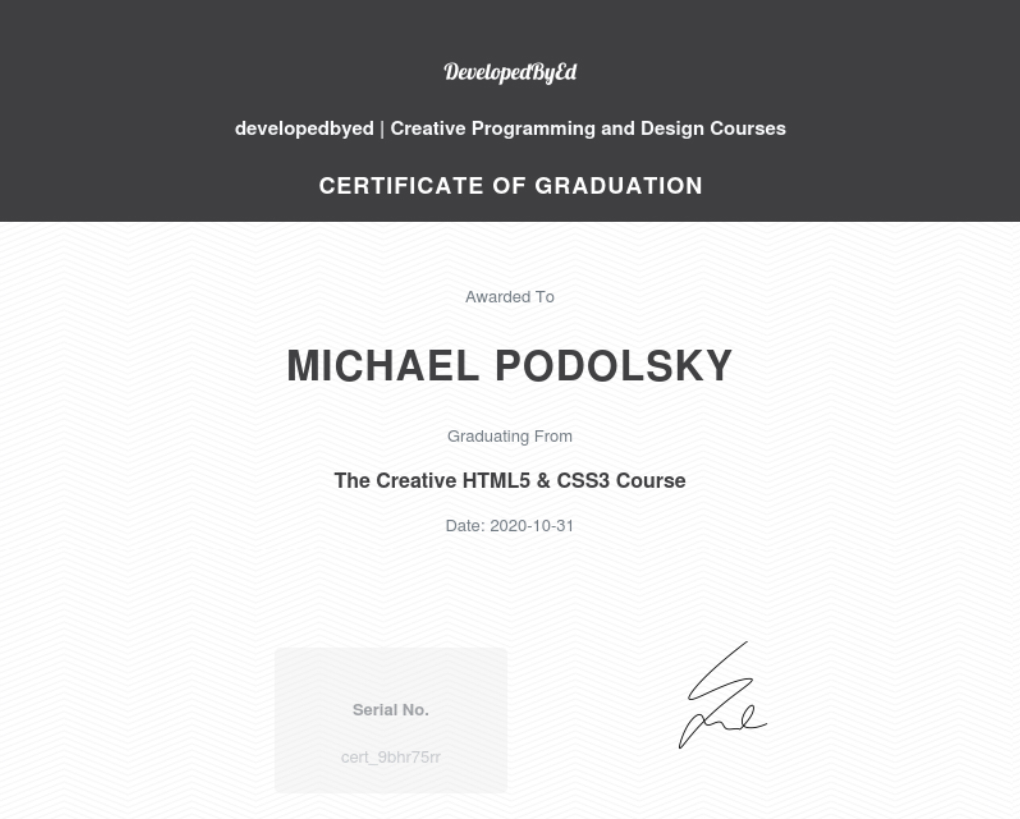 DevelopedByEd
developedbyed | Creative Programming and Design Courses
CERTIFICATE OF GRADUATION
Awarded To
MICHAEL PODOLSKY
Graduating From
The Creative HTML5 & CSS3 Course
Date: 2020-10-31
Serial No.
cert_9bhr75rr